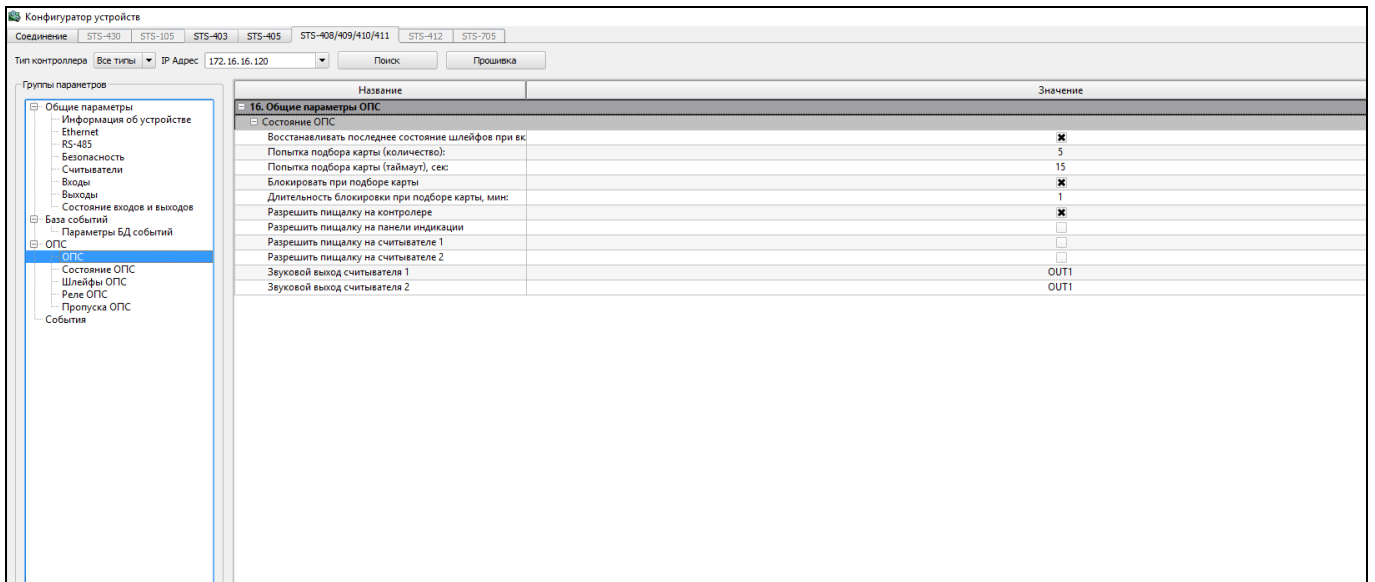 Конфигуратор устройств
Соединение STS-430 STS-105 STS-403 STS-405 STS-408/409/410/411 STS-412 STS-705
Тип контроллера Все типы IP Адрес 172.16.16.120 Поиск Прошивка
Группы параметров
Общие параметры
Информация об устройстве
Ethernet
RS-485
Безопасность
Считыватели
Входы
Выходы
Состояние входов и выходов
База событий
Параметры БД событий
ОПС
ОПС
Состояние ОПС
Шлейфы ОПС
Реле ОПС
Пропуска ОПС
События
Название Значение
16. Общие параметры ОПС
Состояние ОПС
Восстанавливать последнее состояние шлейфов при вк
Попытка подбора карты (количество): 5
Попытка подбора карты (таймаут), сек: 15
Блокировать при подборе карты
Длительность блокировки при подборе карты, мин: 1
Разрешить пищалку на контролере
Разрешить пищалку на панели индикации
Разрешить пищалку на считывателе 1
Разрешить пищалку на считывателе 2
Звуковой выход считывателя 1 OUT1
Звуковой выход считывателя 2 OUT1